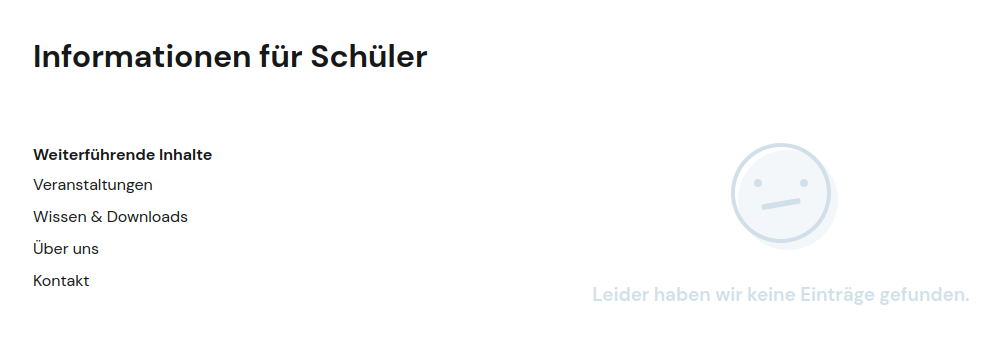 Informationen für Schüler
Weiterführende Inhalte
Veranstaltungen
Wissen & Downloads
Über uns
Kontakt
Leider haben wir keine Einträge gefunden.